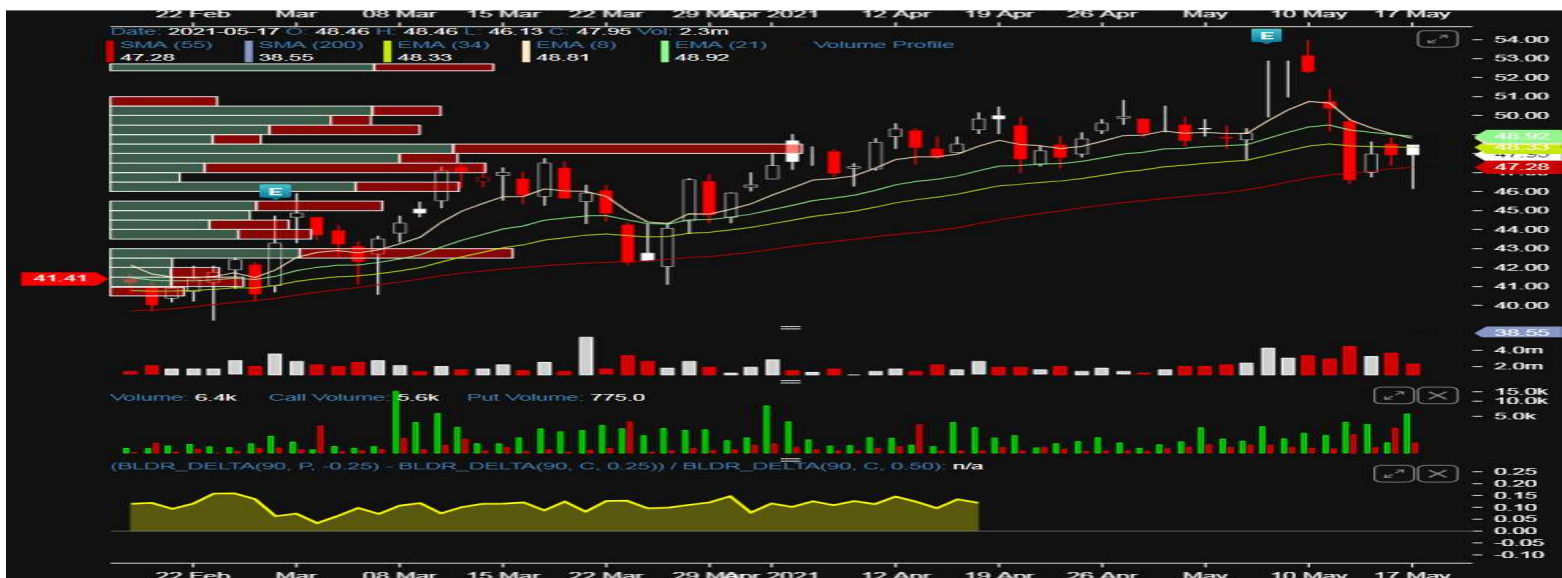 22 Feb Mar 08 Mar 15 Mar 22 Mar 29 Mar Apr 2021 12 Apr 19 Apr 26 Apr May 10 May 17 May
Date: 2021-05-17 O: 48.46 H: 48.46 L: 46.13 C: 47.95 Vol: 2.3m
SMA (55) SMA (200) EMA (34) EMA (8) EMA (21) Volume Profile
47.28 38.55 48.33 48.81 48.92
E
54.00
53.00
52.00
51.00
50.00
48.92
48.33
47.95
47.28
E
46.00
45.00
44.00
43.00
42.00
41.41
41.00
40.00
38.55
4.0m
2.0m
Volume: 6.4k Call Volume: 5.6k Put Volume: 775.0
15.0k
10.0k
5.0k
(BLDR_DELTA(90, P, -0.25) - BLDR_DELTA(90, C, 0.25)) / BLDR_DELTA(90, C, 0.50): n/a
0.25
0.20
0.15
0.10
0.05
0.00
-0.05
-0.10
22 Feb Mar 08 Mar 15 Mar 22 Mar 29 Mar Apr 2021 12 Apr 19 Apr 26 Apr May 10 May 17 May